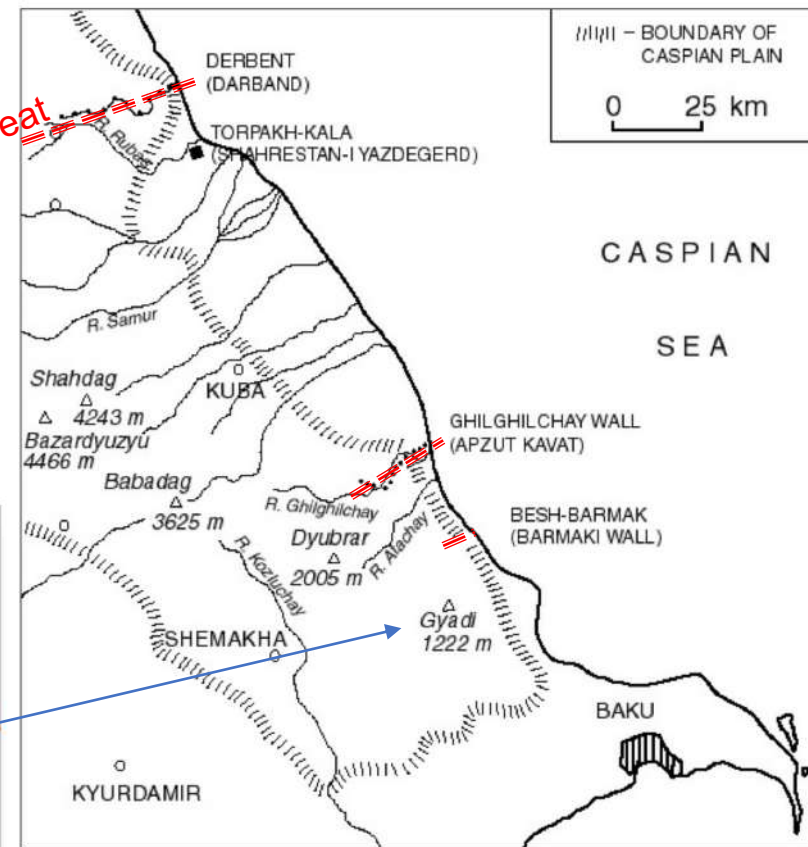 – BOUNDARY OF
CASPIAN PLAIN
0 25 km
DERBENT
(DARBAND)
eat
R. Rubas
TORPAKH-KALA
(SHAHRESTAN-I YAZDEGERD)
CASPIAN
SEA
R. Samur
Shahdag
4243 m
KUBA
Bazardyuzyu
4466 m
GHILGHILCHAY WALL
(APZUT KAVAT)
Babadag
3625 m
R. Ghilghilchay
BESH-BARMAK
(BARMAKI WALL)
Dyubrar
2005 m
R. Alachay
R. Kozluchay
Gyadi
1222 m
SHEMAKHA
BAKU
KYURDAMIR